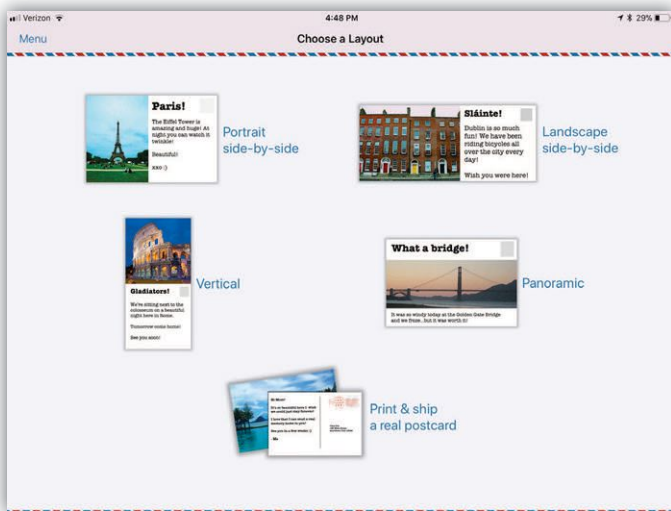 Verizon
4:48 PM
29%
Menu
Choose a Layout
Paris!
The Eiffel Tower is
amazing and huge! At
night you can watch it
twinkle!
Beautiful!
xxo :)
Portrait
side-by-side
Sláinte!
Dublin is so much
fun! We have been
riding bicycles all
over the city every
day!
Wish you were here!
Landscape
side-by-side
Gladiators!
We're sitting next to the
colosseum on a beautiful
night here in Rome.
Tomorrow come home!
See you soon!
Vertical
What a bridge!
It was so windy today at the Golden Gate Bridge
and we froze...but it was worth it!
Panoramic
Hi Mom!
- Me
Print & ship
a real postcard